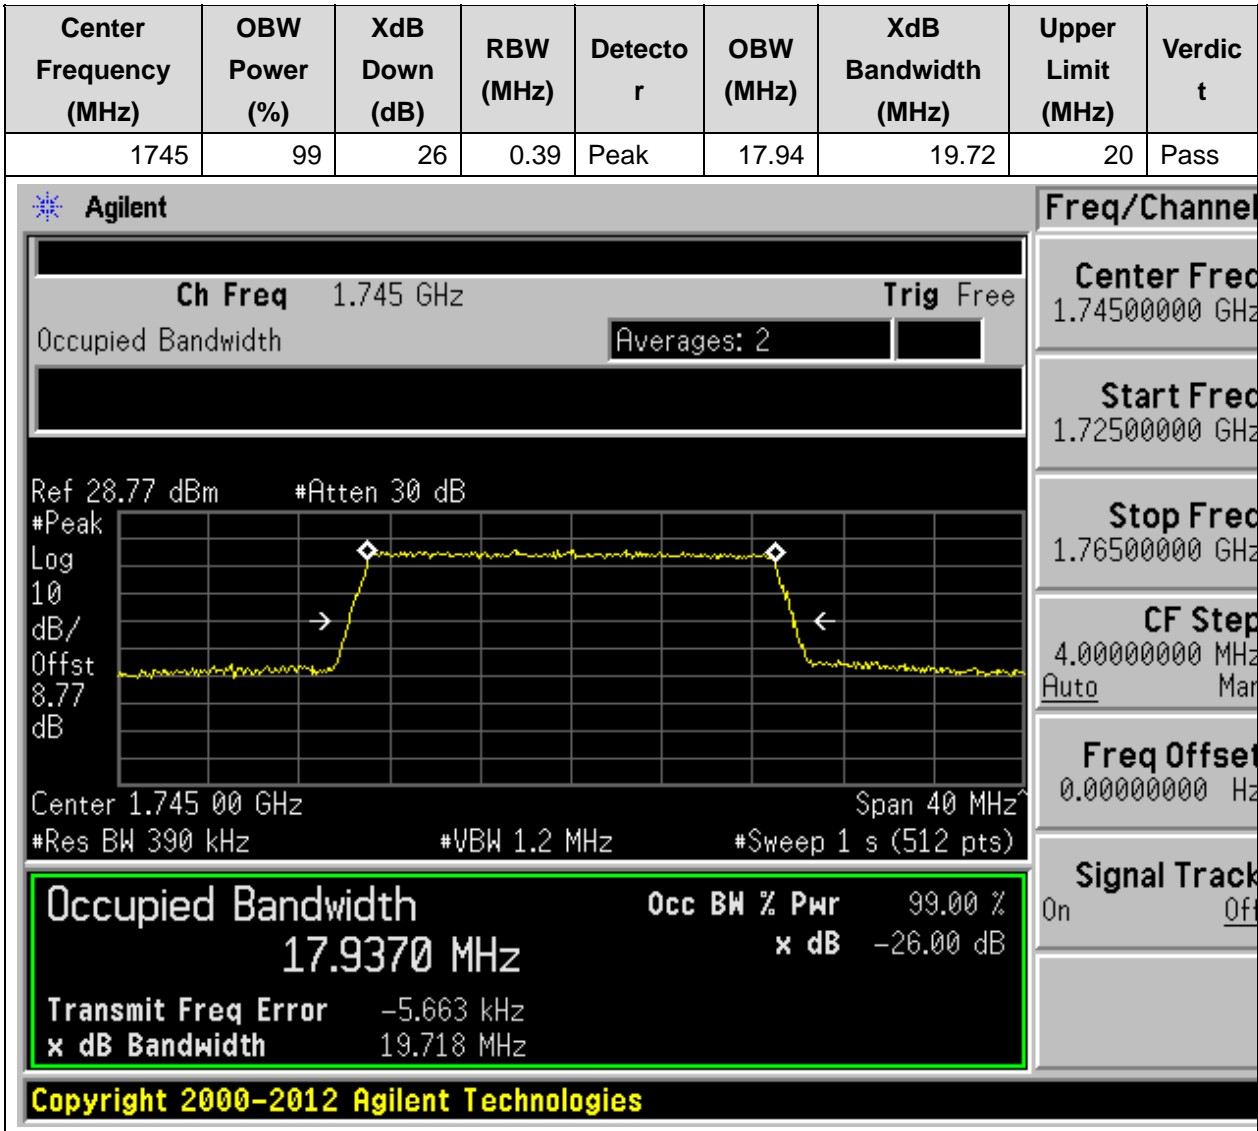 Center Frequency (MHz) OBW Power (%) XdB Down (dB) RBW (MHz) Detecto r OBW (MHz) XdB Bandwidth (MHz) Upper Limit (MHz) Verdic t
1745 99 26 0.39 Peak 17.94 19.72 20 Pass
Agilent
Freq/Channel
Ch Freq 1.745 GHz Trig Free
Occupied Bandwidth Averages: 2
Ref 28.77 dBm #Atten 30 dB
#Peak
Log
10
dB/
Offst
8.77
dB
Center 1.745 00 GHz Span 40 MHz^
#Res BW 390 kHz #VBW 1.2 MHz #Sweep 1 s (512 pts)
Occupied Bandwidth Occ BW % Pwr 99.00 %
17.9370 MHz x dB -26.00 dB
Transmit Freq Error -5.663 kHz
x dB Bandwidth 19.718 MHz
Center Freq
1.74500000 GHz
Start Freq
1.72500000 GHz
Stop Freq
1.76500000 GHz
CF Step
4.00000000 MHz
Auto Man
Freq Offset
0.00000000 Hz
Signal Track
On Off
Copyright 2000-2012 Agilent Technologies